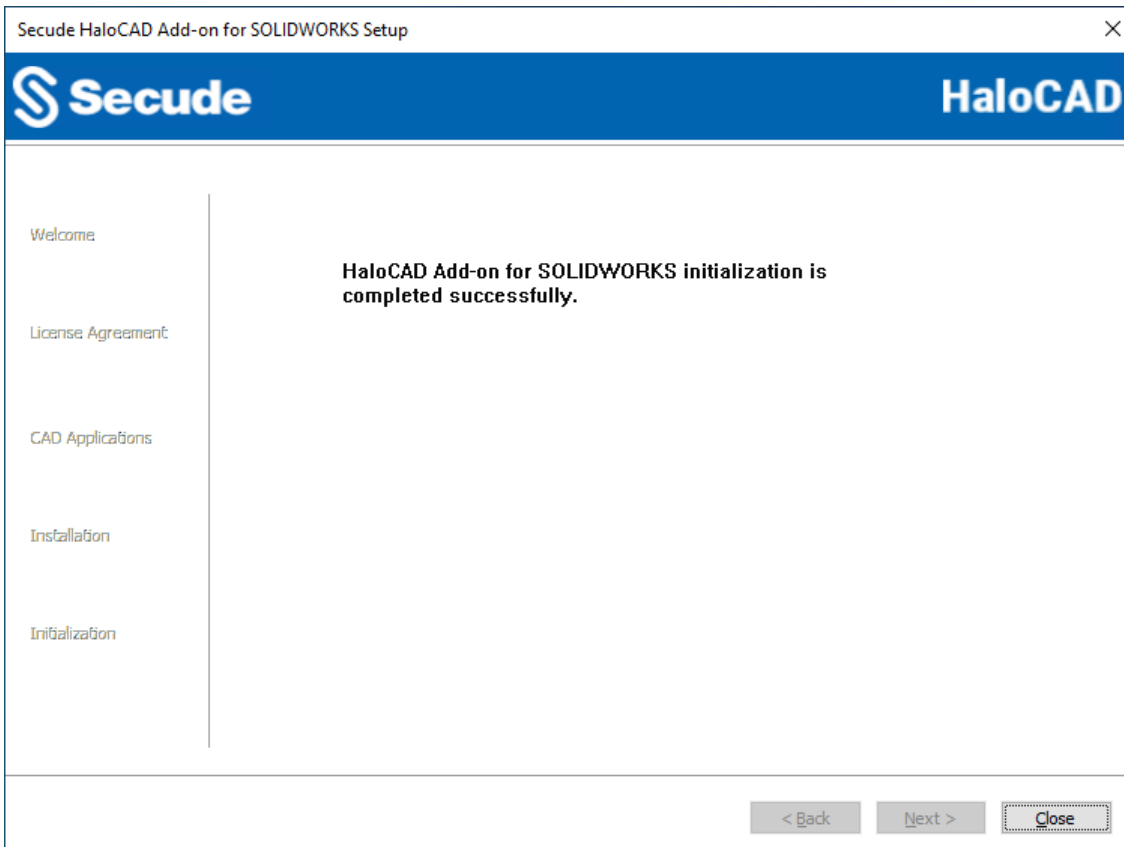 Secude HaloCAD Add-on for SOLIDWORKS Setup
Secude
HaloCAD
Welcome
License Agreement
CAD Applications
Installation
Initialization
HaloCAD Add-on for SOLIDWORKS initialization is
completed successfully.
< Back
Next >
Close